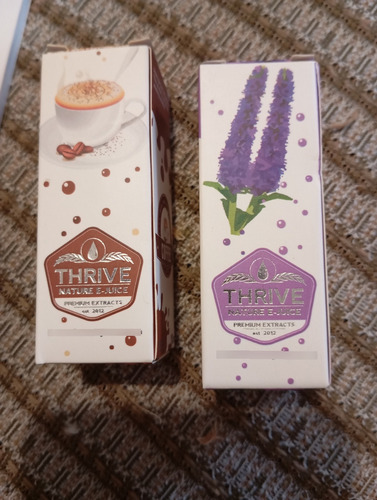 THRIVE
NATURE E-JUICE
PREMIUM EXTRACTS
est 2012
THRIVE
NATURE E-JUICE
PREMIUM EXTRACTS
est 2012